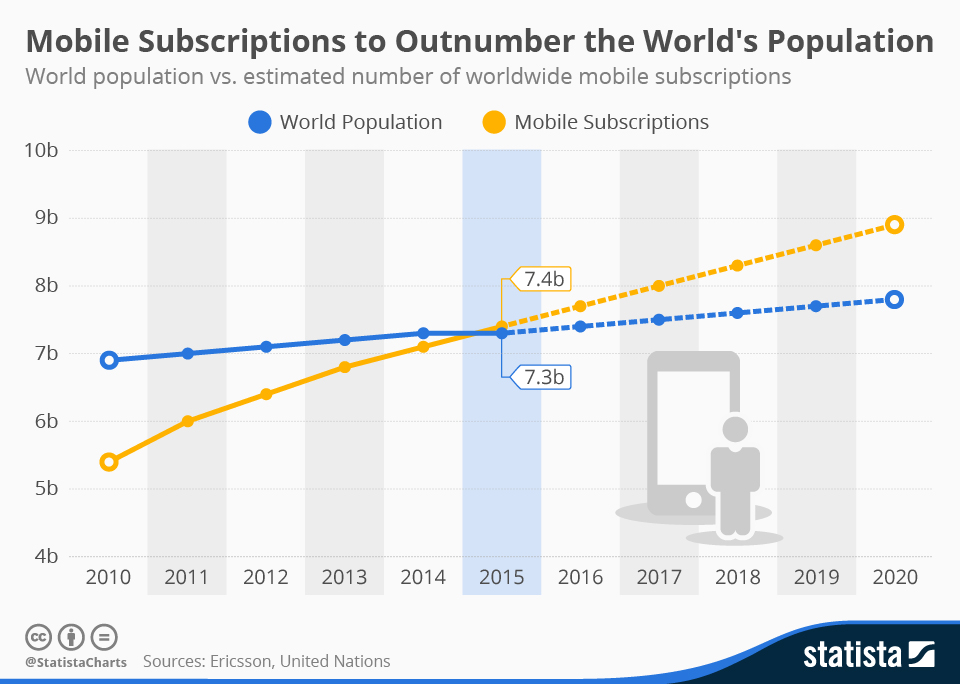 Mobile Subscriptions to Outnumber the World's Population
World population vs. estimated number of worldwide mobile subscriptions
World Population Mobile Subscriptions
10b
9b
8b
7b
6b
5b
4b
7.4b
7.3b
2010 2011 2012 2013 2014 2015 2016 2017 2018 2019 2020
cc
@StatistaCharts Sources: Ericsson, United Nations
statista